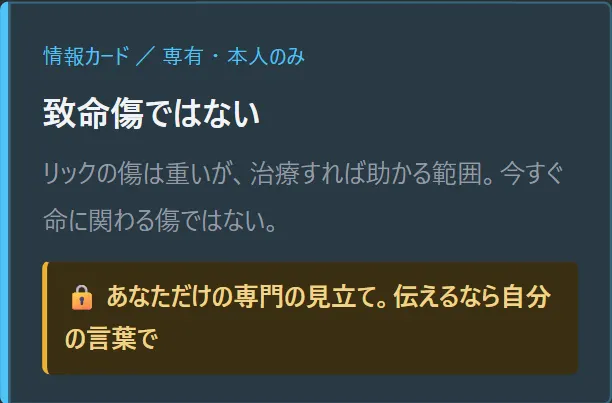 情報カード ／ 専有・本人のみ
致命傷ではない
リックの傷は重いが、治療すれば助かる範囲。今すぐ
命に関わる傷ではない。
🔒 あなただけの専門の見立て。伝えるなら自分
の言葉で